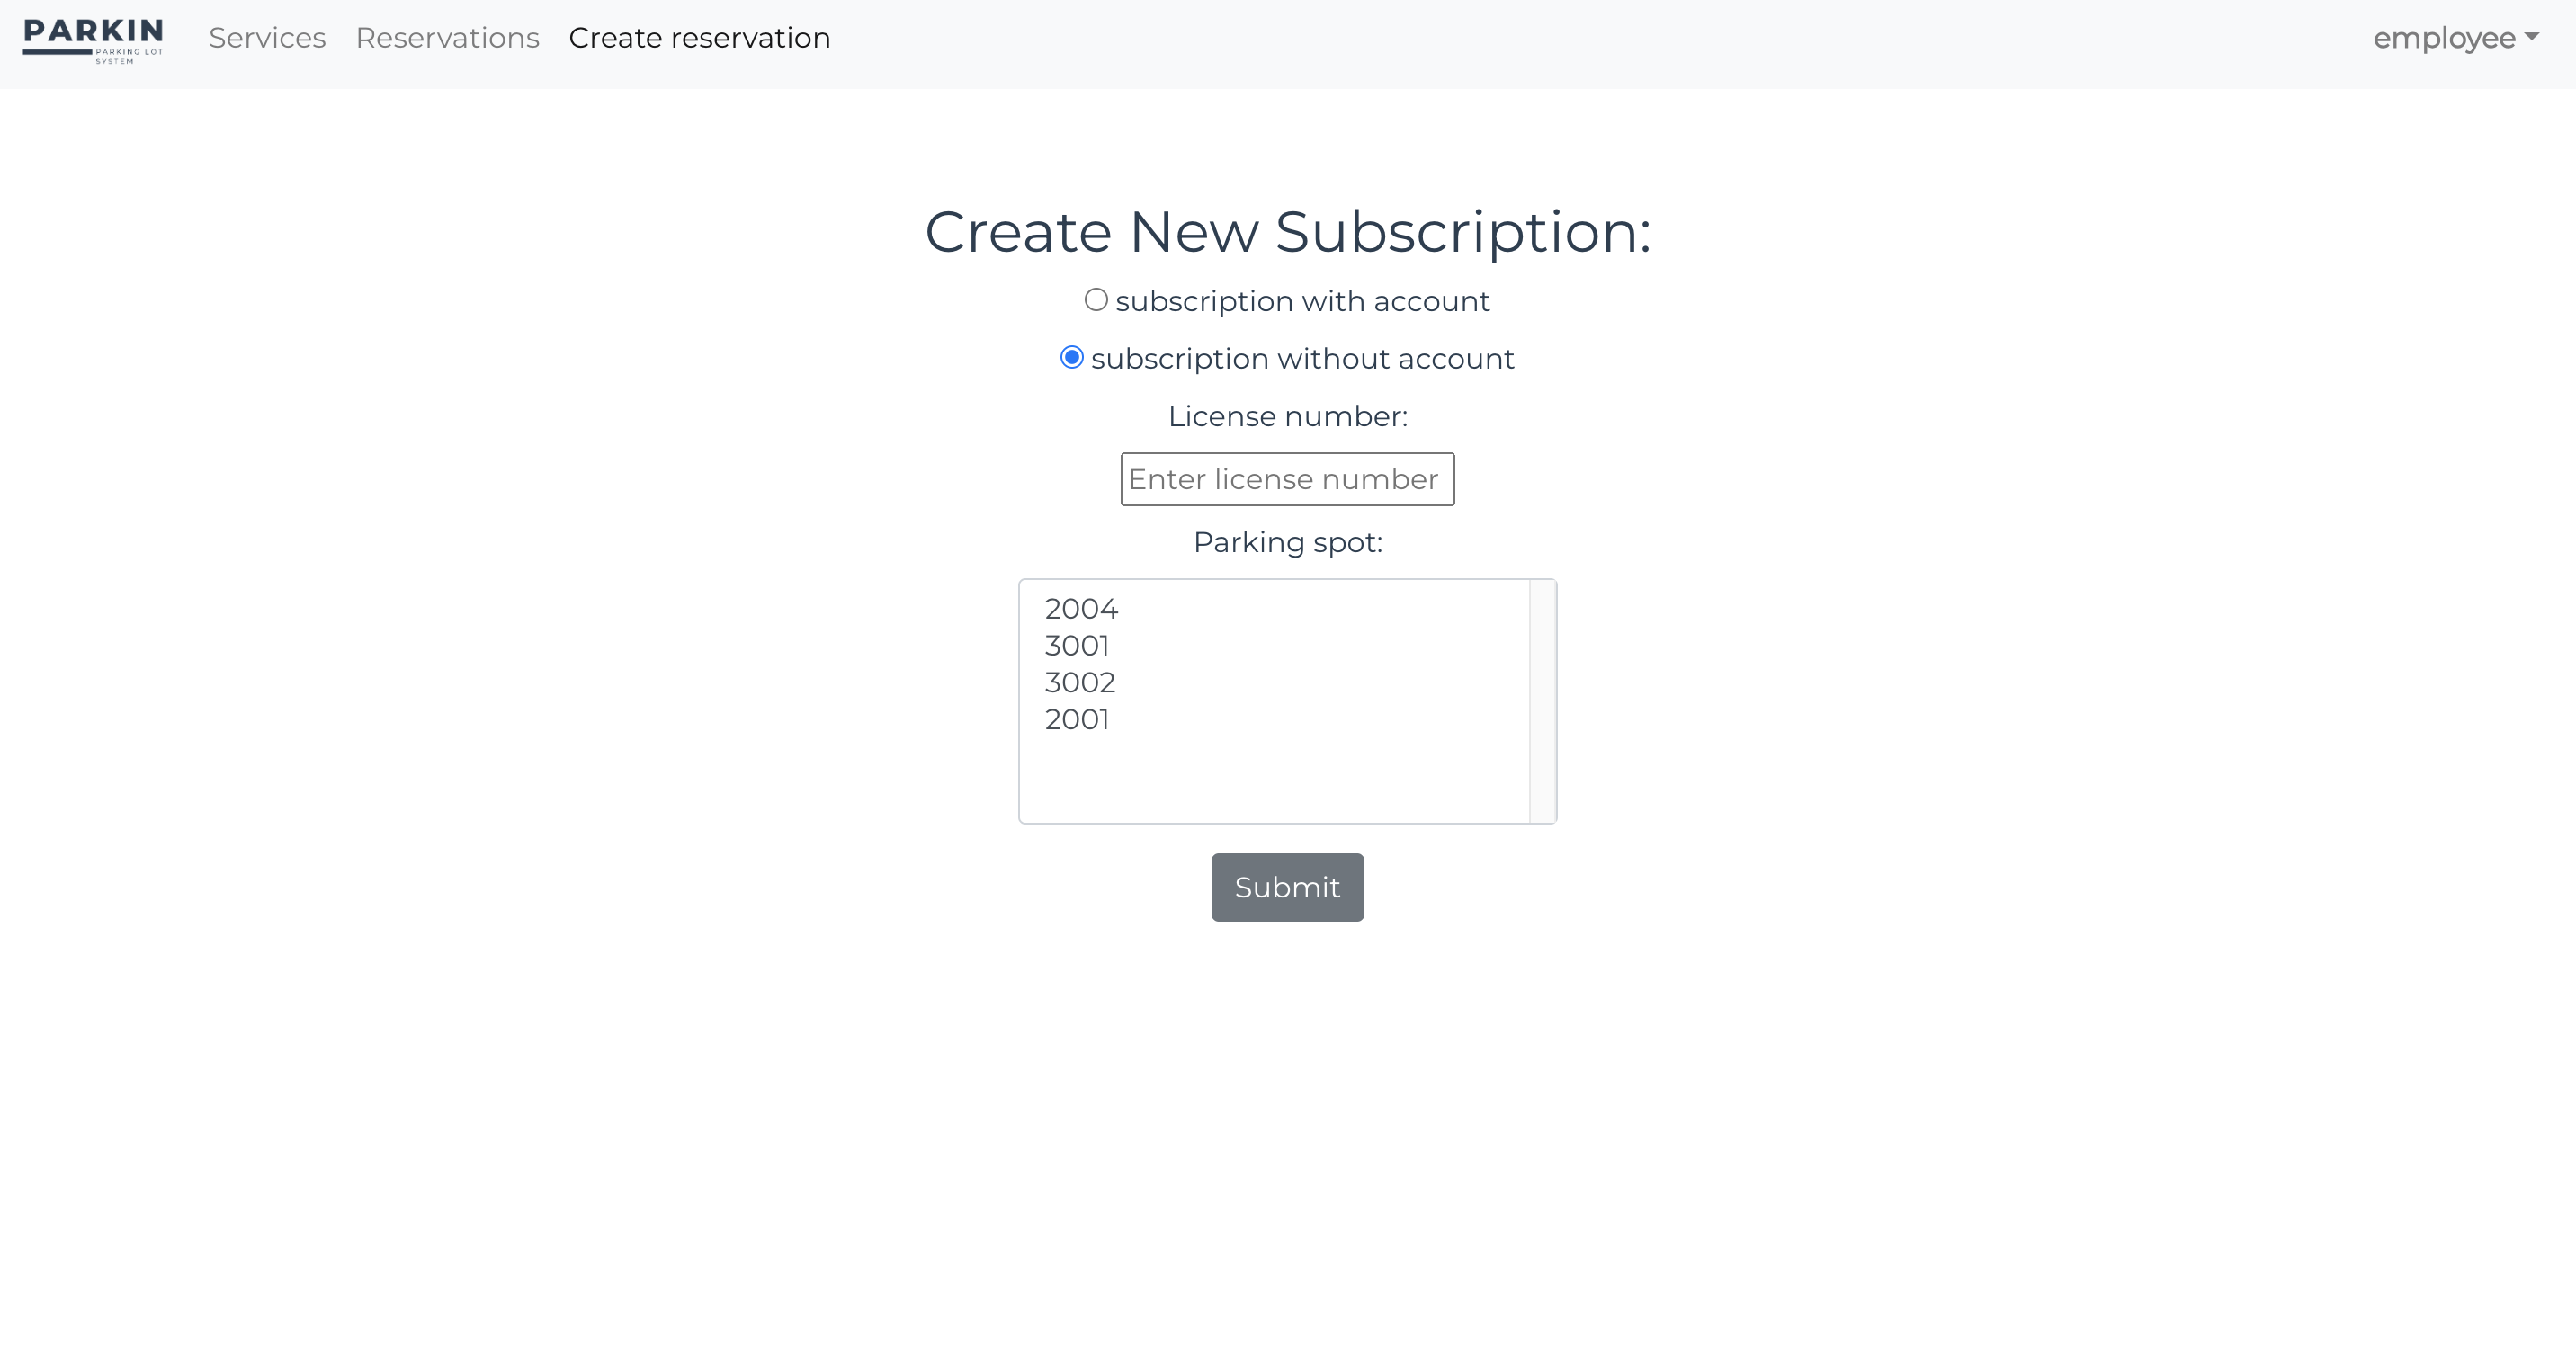 PARKIN
PARKING LOT
SYSTEM
Services Reservations Create reservation employee
Create New Subscription:
subscription with account
subscription without account
License number:
Enter license number
Parking spot:
2004
3001
3002
2001
Submit